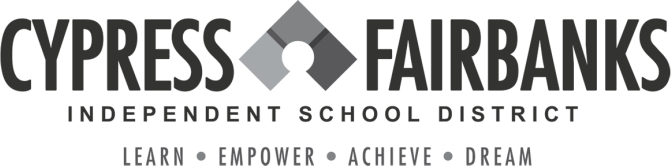 CYPRESS FAIRBANKS
INDEPENDENT SCHOOL DISTRICT
LEARN • EMPOWER • ACHIEVE • DREAM